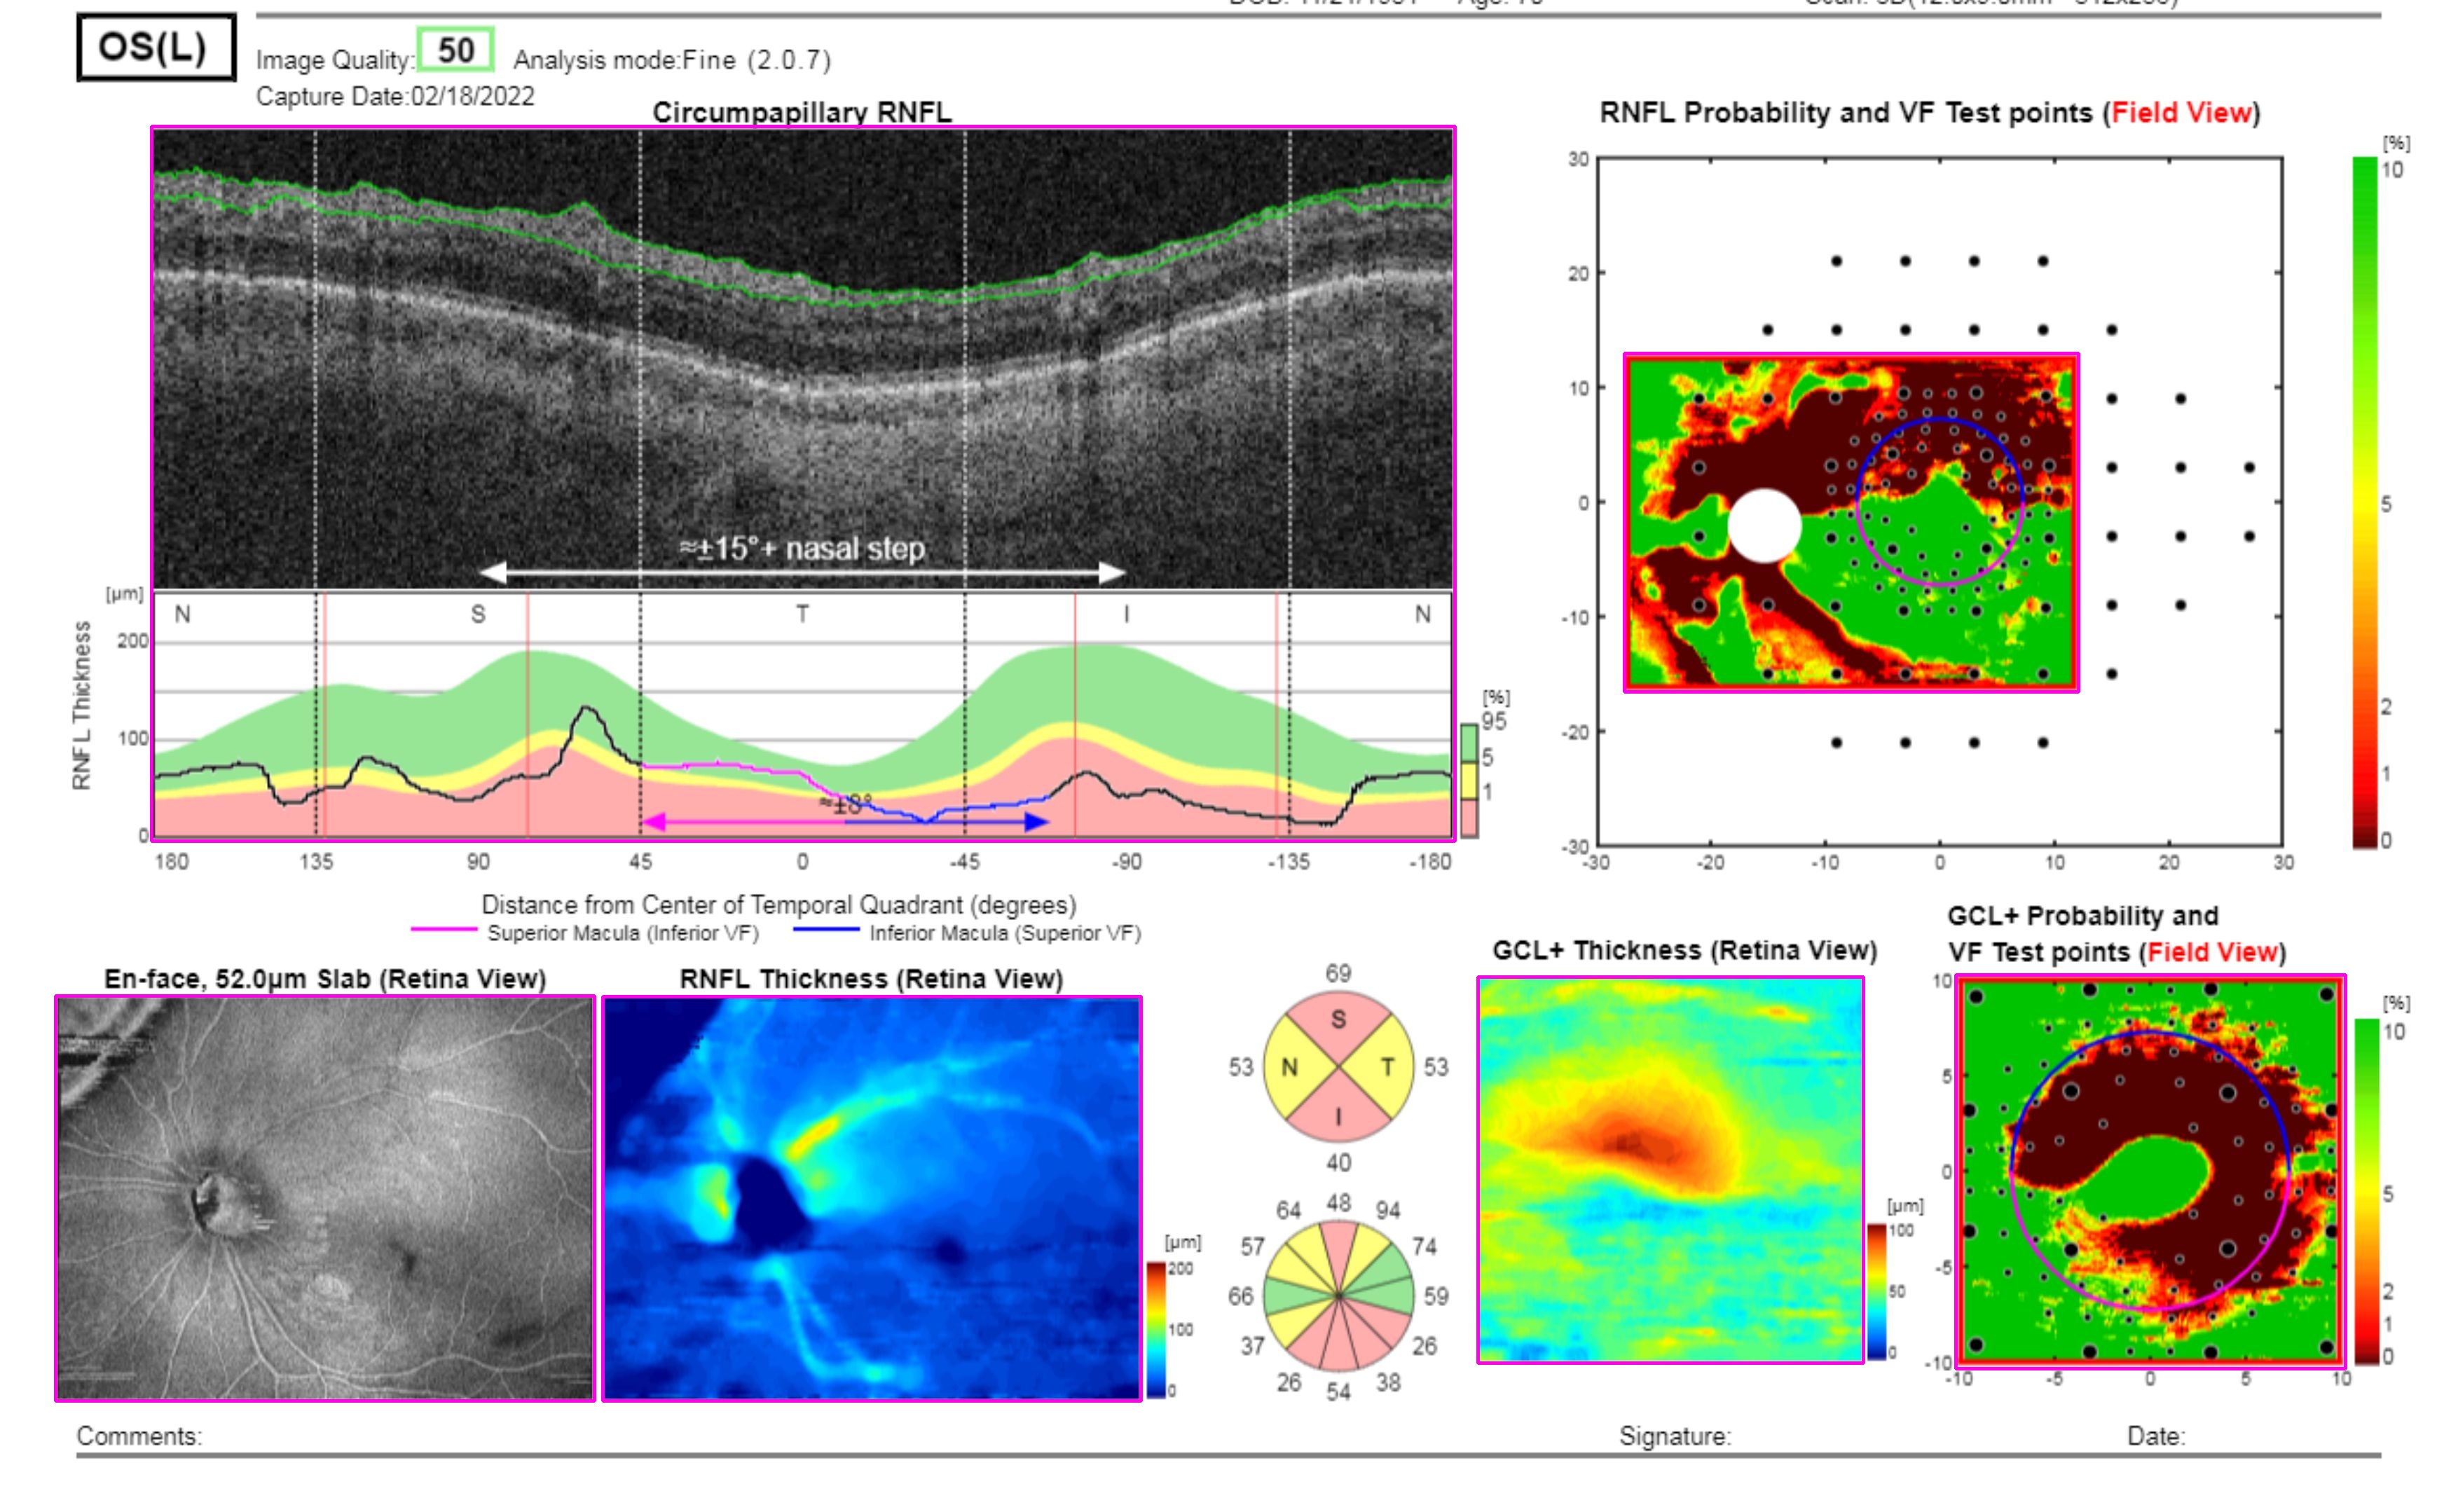 OS(L)
Image Quality: 50 Analysis mode:Fine (2.0.7)
Capture Date:02/18/2022
Circumpapillary RNFL
≈±15°+ nasal step
[µm]
N S T I N
200
100
0
RNFL Thickness
≈±8°
[%]
95
5
1
180 135 90 45 0 -45 -90 -135 -180
Distance from Center of Temporal Quadrant (degrees)
Superior Macula (Inferior VF) Inferior Macula (Superior VF)
RNFL Probability and VF Test points (Field View)
30
20
10
0
-10
-20
-30
-30 -20 -10 0 10 20 30
[%]
10
5
2
1
0
En-face, 52.0µm Slab (Retina View)
RNFL Thickness (Retina View)
[µm]
200
100
0
69
S
53 N T 53
I
40
48
64 94
57 74
66 59
37 26
26 38
54
GCL+ Thickness (Retina View)
[µm]
100
50
0
GCL+ Probability and
VF Test points (Field View)
10
5
0
-5
-10
-10 -5 0 5 10
[%]
10
5
2
1
0
Comments: Signature: Date: